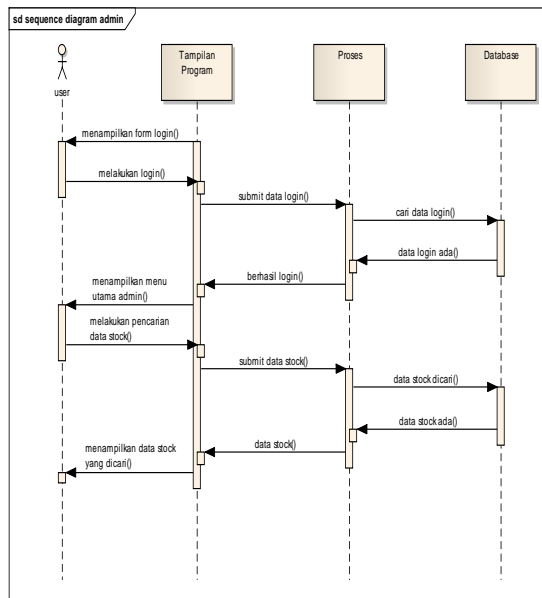 sd sequence diagram admin
Tampilan
Program
Proses
Database
user
menampilkan form login()
melakukan login()
submit data login()
cari data login()
data login ada()
berhasil login()
menampilkan menu
utama admin()
melakukan pencarian
data stock()
submit data stock()
data stock dicari()
data stock ada()
data stock()
menampilkan data stock
yang dicari()